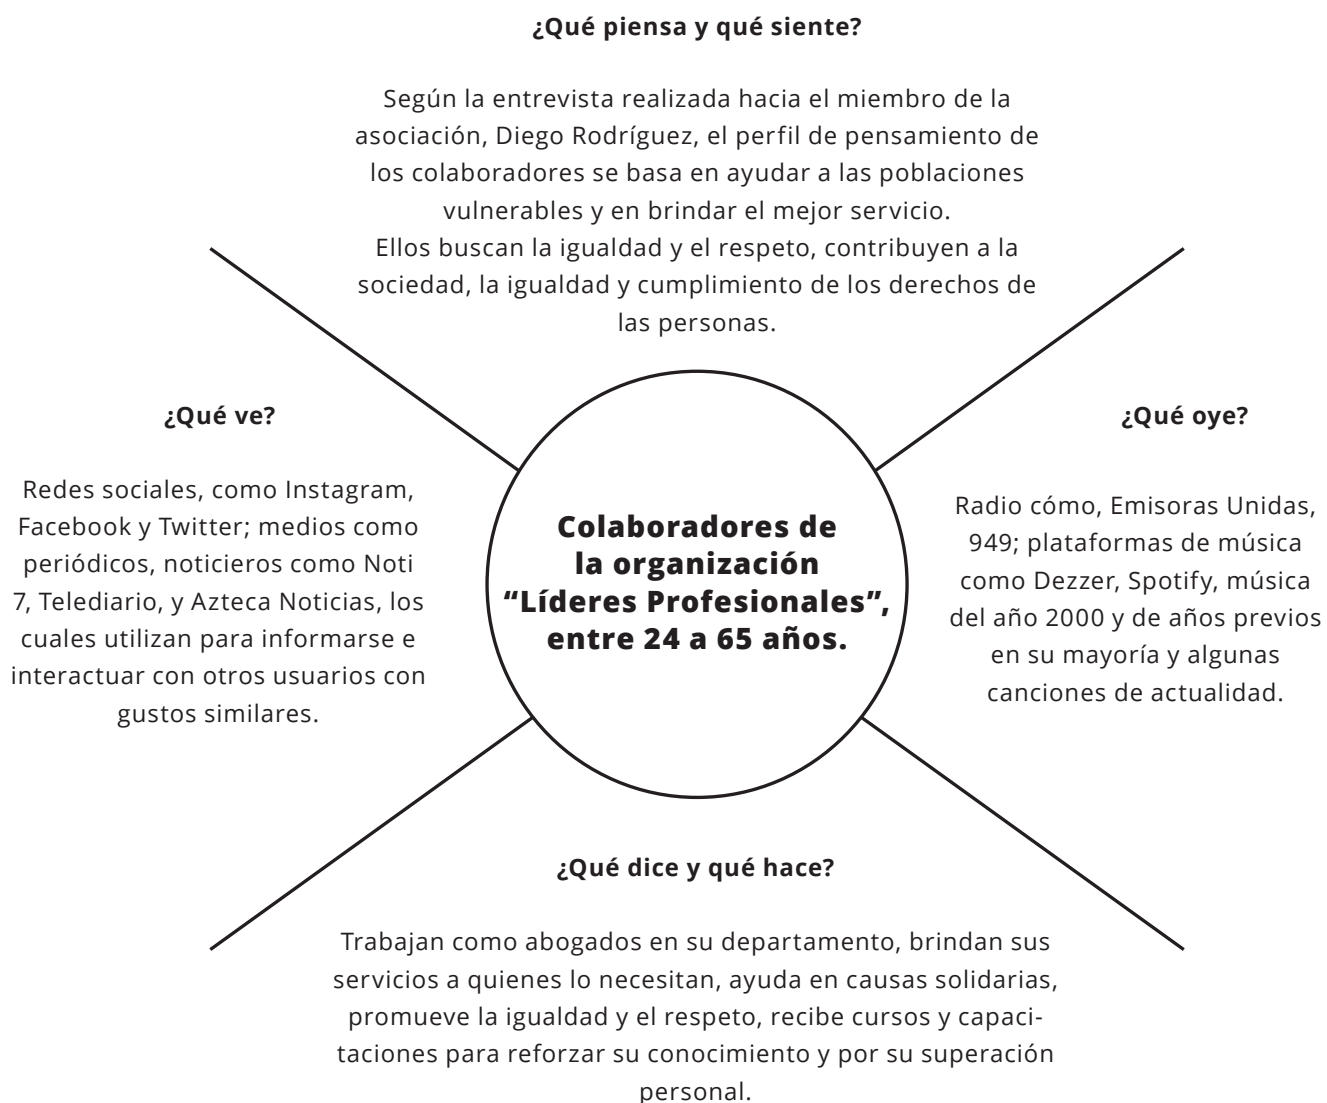 ¿Qué piensa y qué siente?
Según la entrevista realizada hacia el miembro de la
asociación, Diego Rodríguez, el perfil de pensamiento de
los colaboradores se basa en ayudar a las poblaciones
vulnerables y en brindar el mejor servicio.
Ellos buscan la igualdad y el respeto, contribuyen a la
sociedad, la igualdad y cumplimiento de los derechos de
las personas.
¿Qué ve?
Redes sociales, como Instagram,
Facebook y Twitter; medios como
periódicos, noticieros como Noti
7, Telediario, y Azteca Noticias, los
cuales utilizan para informarse e
interactuar con otros usuarios con
gustos similares.
Colaboradores de
la organización
“Líderes Profesionales”,
entre 24 a 65 años.
¿Qué oye?
Radio cómo, Emisoras Unidas,
949; plataformas de música
como Dezzer, Spotify, música
del año 2000 y de años previos
en su mayoría y algunas
canciones de actualidad.
¿Qué dice y qué hace?
Trabajan como abogados en su departamento, brindan sus
servicios a quienes lo necesitan, ayuda en causas solidarias,
promueve la igualdad y el respeto, recibe cursos y capaci-
taciones para reforzar su conocimiento y por su superación
personal.